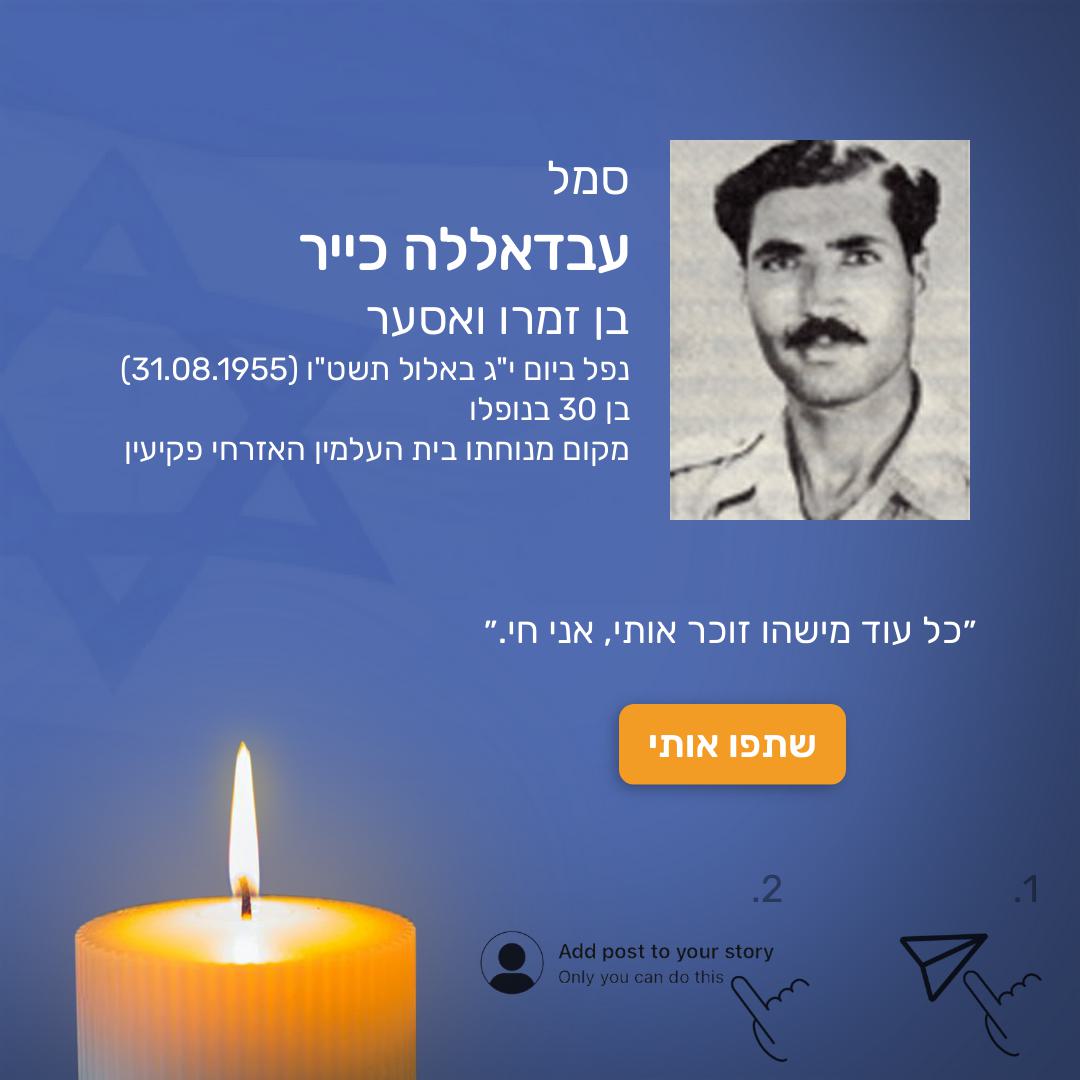 סמל
עבדאללה כייר
בן זמרו ואסער
נפל ביום י"ג באלול תשט"ו (31.08.1955)
בן 30 בנופלו
מקום מנוחתו בית העלמין האזרחי פקיעין
״כל עוד מישהו זוכר אותי, אני חי.״
שתפו אותי
1.
2.
Add post to your story
Only you can do this